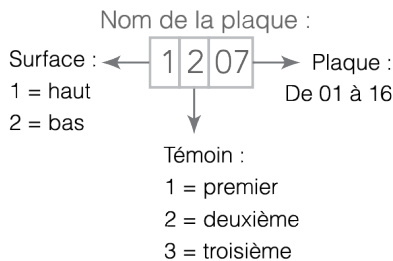 Nom de la plaque :
Surface :
1 = haut
2 = bas
1 2 07
Plaque :
De 01 à 16
Témoin :
1 = premier
2 = deuxième
3 = troisième